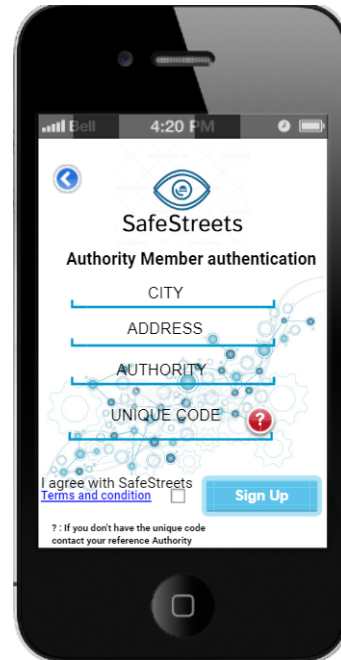 Bell 4:20 PM
SafeStreets
Authority Member authentication
CITY
ADDRESS
AUTHORITY
UNIQUE CODE ?
I agree with SafeStreets
Terms and condition
Sign Up
? : If you don't have the unique code
contact your reference Authority